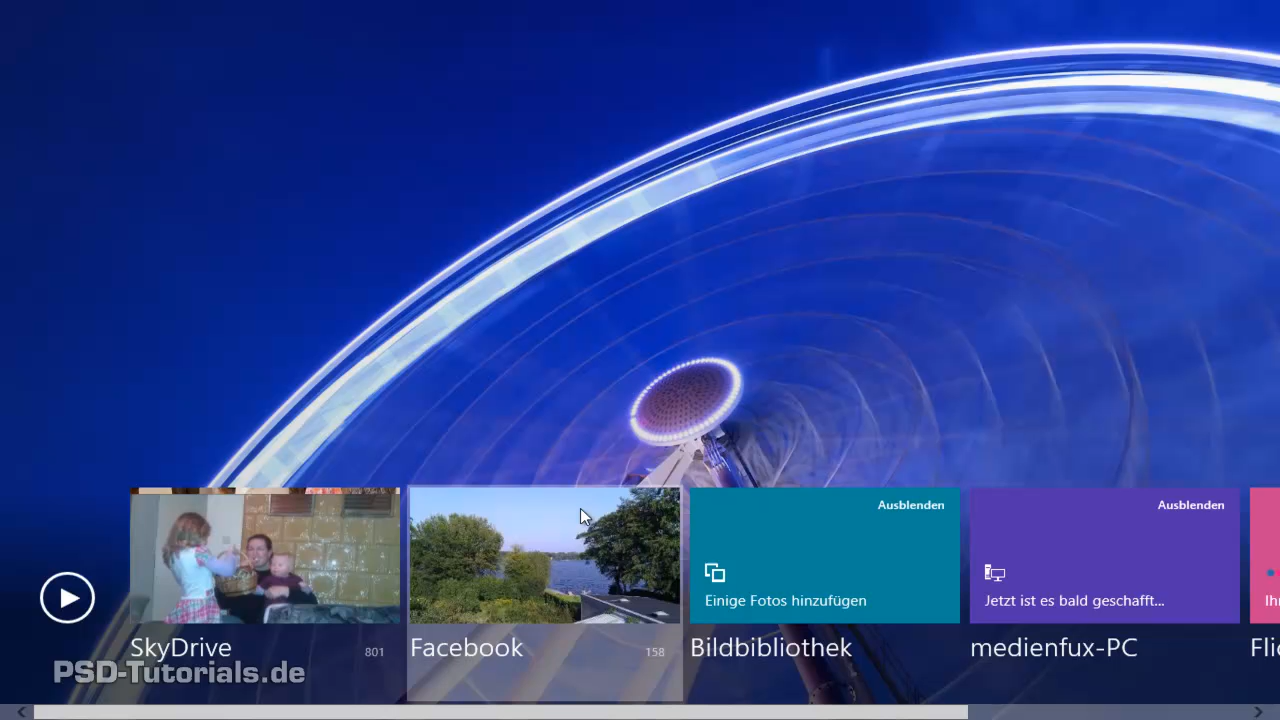 Ausblenden
Ausblenden
Einige Fotos hinzufügen
Jetzt ist es bald geschafft...
SkyDrive
801
Facebook
158
Bildbibliothek
medienfux-PC
PSD-Tutorials.de